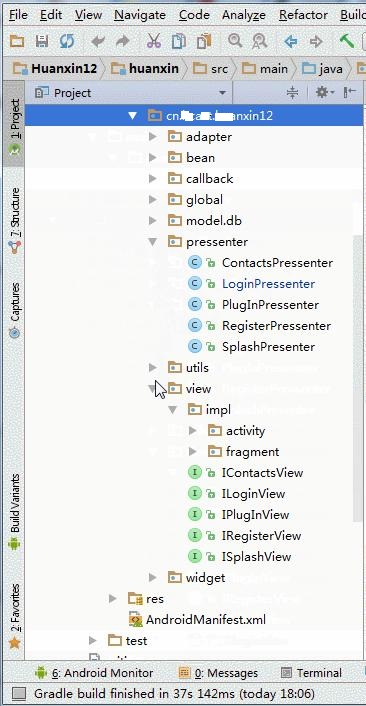 File Edit View Navigate Code Analyze Refactor Build
Huanxin12 huanxin src main java
1: Project
Project
7: Structure
Captures
Build Variants
2: Favorites
anxin12
adapter
bean
callback
global
model.db
pressenter
ContactsPressenter
LoginPressenter
PlugInPressenter
RegisterPressenter
SplashPresenter
utils
view
impl
activity
fragment
IContactsView
ILoginView
IPlugInView
IRegisterView
ISplashView
widget
res
AndroidManifest.xml
test
6: Android Monitor 0: Messages Terminal
Gradle build finished in 37s 142ms (today 18:06)